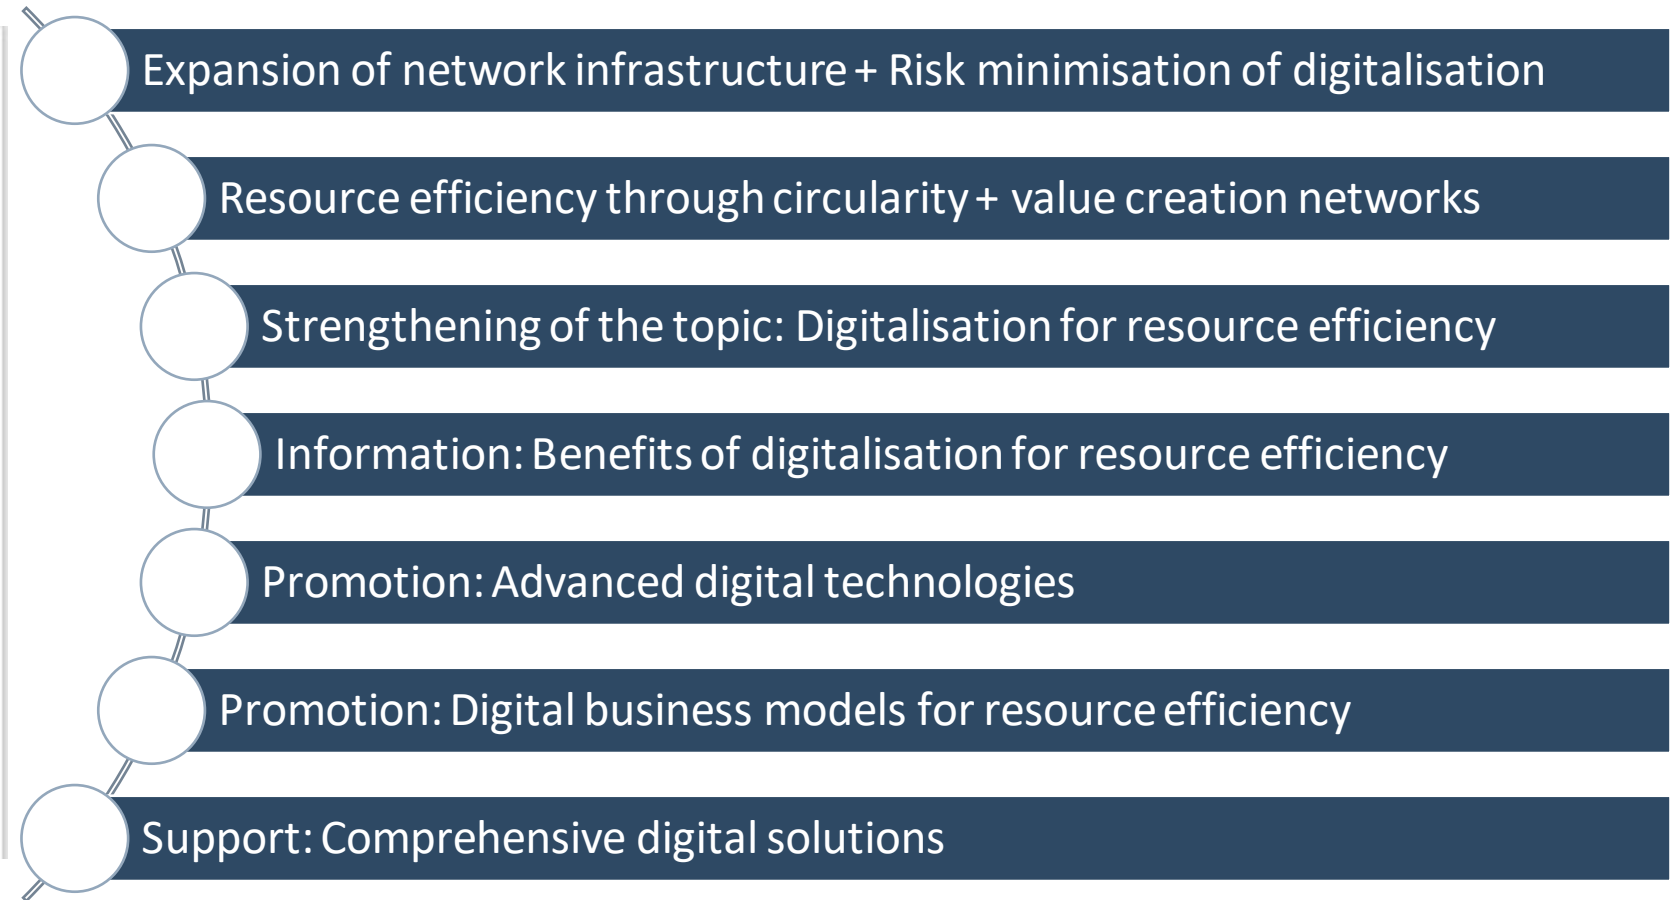 Expansion of network infrastructure + Risk minimisation of digitalisation
Resource efficiency through circularity + value creation networks
Strengthening of the topic: Digitalisation for resource efficiency
Information: Benefits of digitalisation for resource efficiency
Promotion: Advanced digital technologies
Promotion: Digital business models for resource efficiency
Support: Comprehensive digital solutions